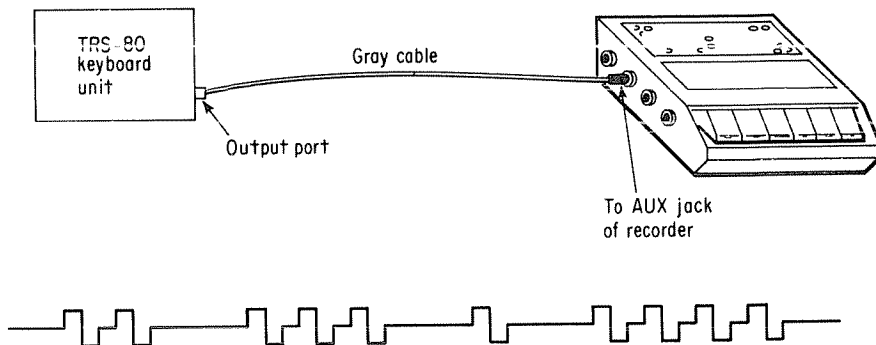 TRS-80
keyboard
unit
Gray cable
Output port
To AUX jack
of recorder